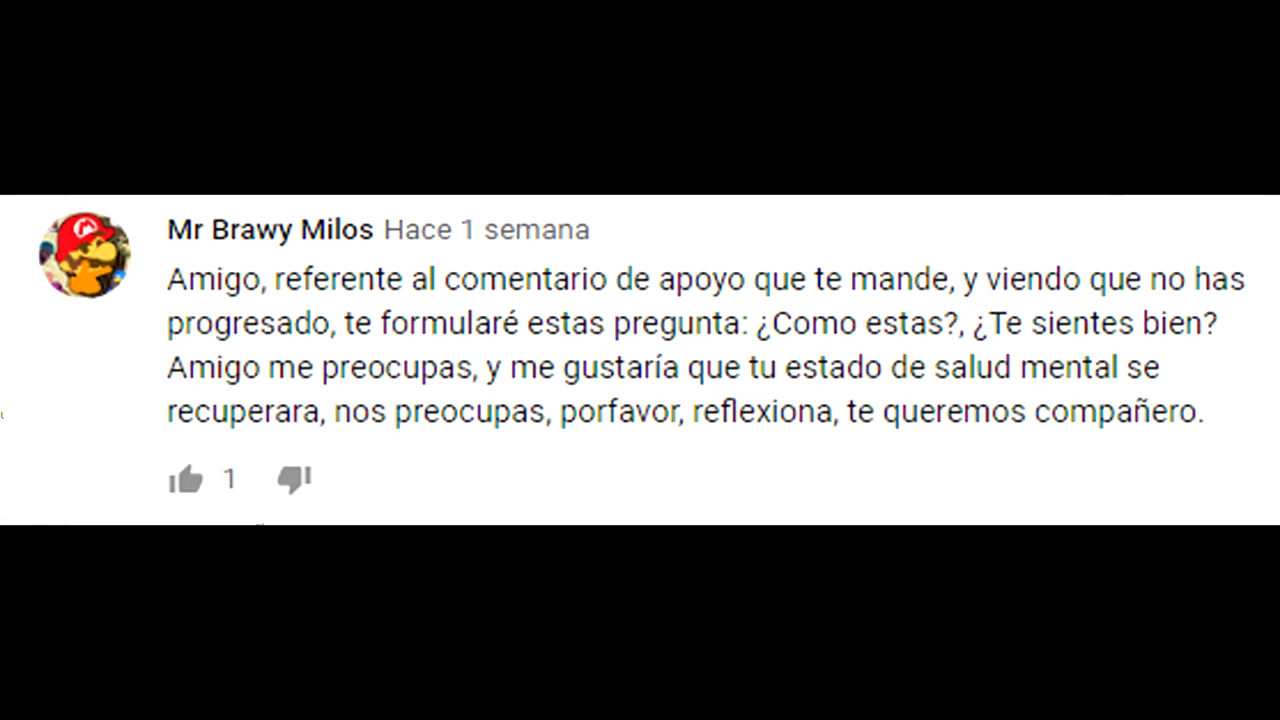 Mr Brawy Milos Hace 1 semana
Amigo, referente al comentario de apoyo que te mande, y viendo que no has
progresado, te formularé estas pregunta: ¿Como estas?, ¿Te sientes bien?
Amigo me preocupas, y me gustaría que tu estado de salud mental se
recuperara, nos preocupas, porfavor, reflexiona, te queremos compañero.
1